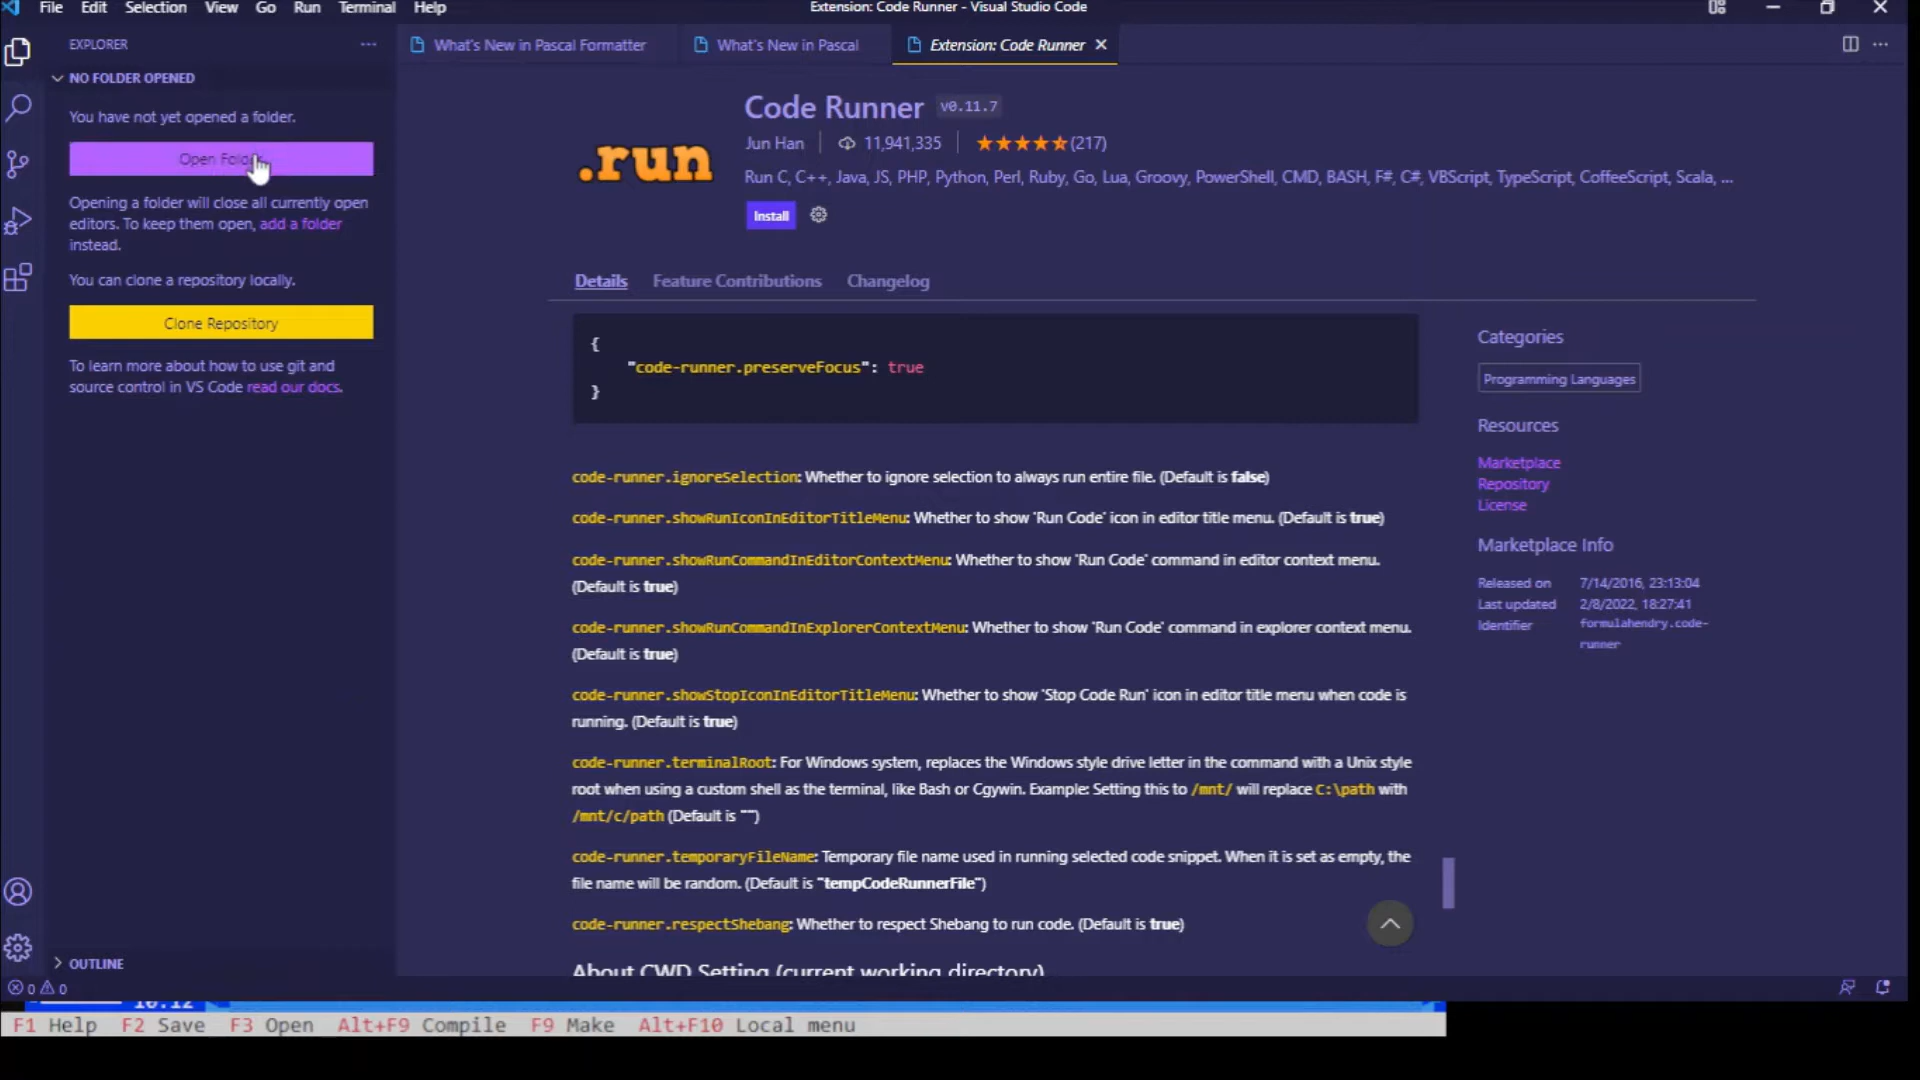 File Edit Selection View Go Run Terminal Help
Extension: Code Runner - Visual Studio Code
EXPLORER
What's New in Pascal Formatter
What's New in Pascal
Extension: Code Runner
NO FOLDER OPENED
You have not yet opened a folder.
Open Folder
Opening a folder will close all currently open
editors. To keep them open, add a folder
instead.
You can clone a repository locally.
Clone Repository
To learn more about how to use git and
source control in VS Code read our docs.
OUTLINE
Code Runner v0.11.7
Jun Han 11,941,335 (217)
.run
Run C, C++, Java, JS, PHP, Python, Perl, Ruby, Go, Lua, Groovy, PowerShell, CMD, BASH, F#, C#, VBScript, TypeScript, CoffeeScript, Scala, ...
Install
Details Feature Contributions Changelog
{
"code-runner.preserveFocus": true
}
code-runner.ignoreSelection: Whether to ignore selection to always run entire file. (Default is false)
code-runner.showRunIconInEditorTitleMenu: Whether to show 'Run Code' icon in editor title menu. (Default is true)
code-runner.showRunCommandInEditorContextMenu: Whether to show 'Run Code' command in editor context menu.
(Default is true)
code-runner.showRunCommandInExplorerContextMenu: Whether to show 'Run Code' command in explorer context menu.
(Default is true)
code-runner.showStopIconInEditorTitleMenu: Whether to show 'Stop Code Run' icon in editor title menu when code is
running. (Default is true)
code-runner.terminalRoot: For Windows system, replaces the Windows style drive letter in the command with a Unix style
root when using a custom shell as the terminal, like Bash or Cgywin. Example: Setting this to /mnt/ will replace C:\path with
/mnt/c/path (Default is "")
code-runner.temporaryFileName: Temporary file name used in running selected code snippet. When it is set as empty, the
file name will be random. (Default is "tempCodeRunnerFile")
code-runner.respectShebang: Whether to respect Shebang to run code. (Default is true)
About CWD Setting (current working directory)
Categories
Programming Languages
Resources
Marketplace
Repository
License
Marketplace Info
Released on 7/14/2016, 23:13:04
Last updated 2/8/2022, 18:27:41
Identifier formulahendry.code-
runner
0 0
10:12
F1 Help F2 Save F3 Open Alt+F9 Compile F9 Make Alt+F10 Local menu